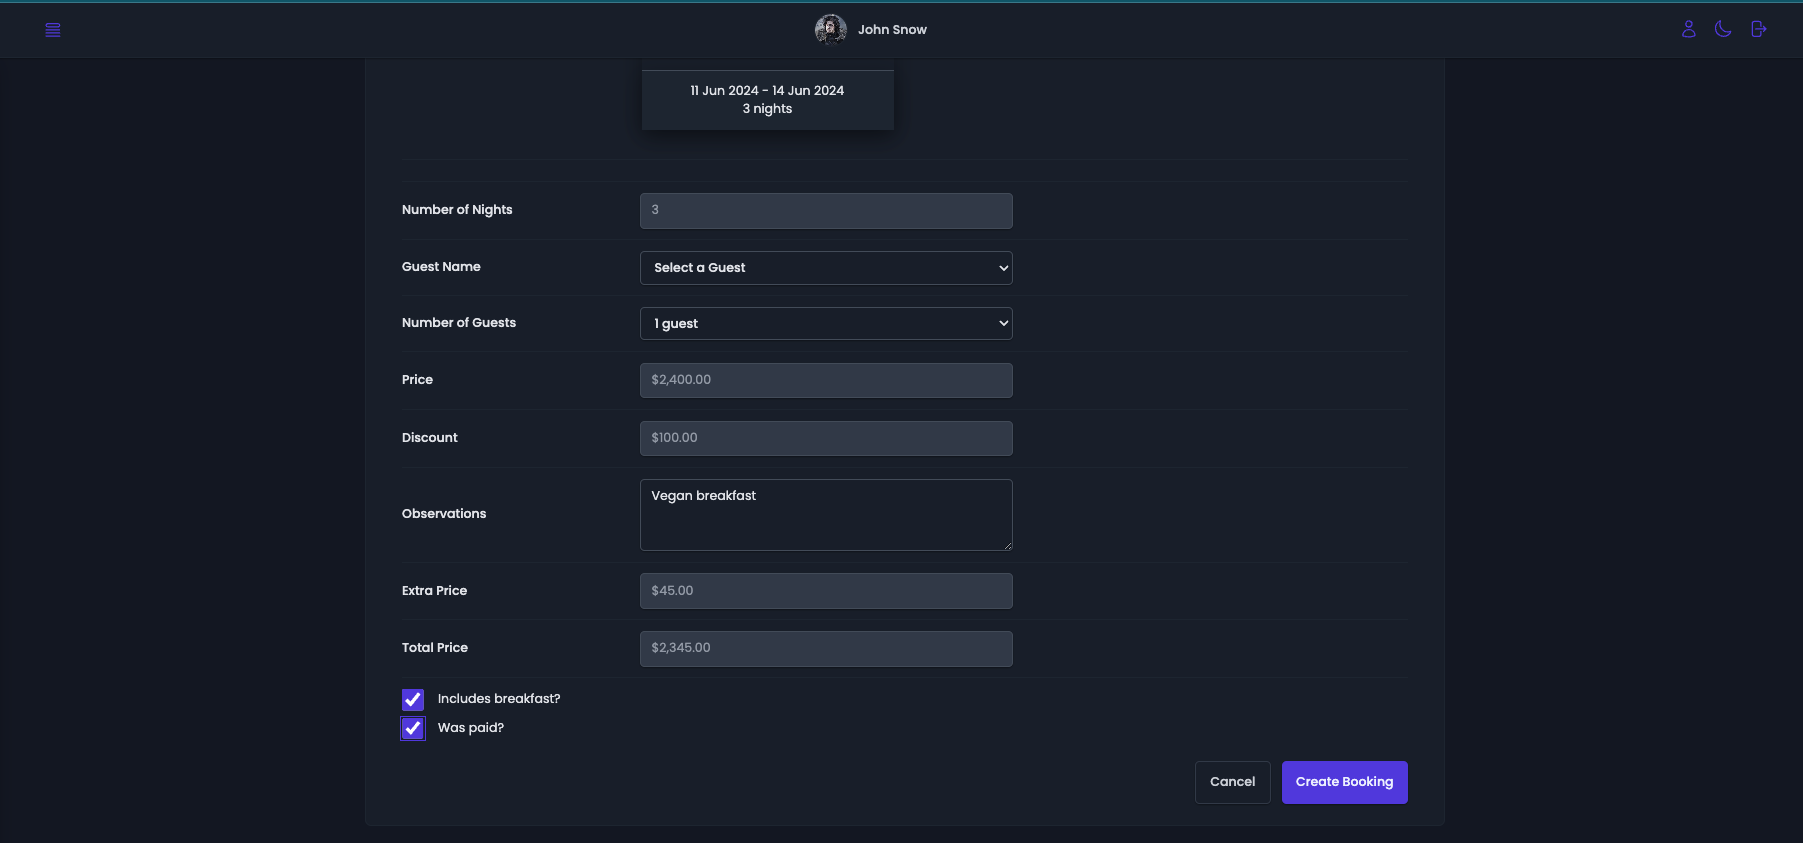 John Snow
11 Jun 2024 - 14 Jun 2024
3 nights
Number of Nights
3
Guest Name
Select a Guest
Number of Guests
1 guest
Price
$2,400.00
Discount
$100.00
Observations
Vegan breakfast
Extra Price
$45.00
Total Price
$2,345.00
Includes breakfast?
Was paid?
Cancel
Create Booking